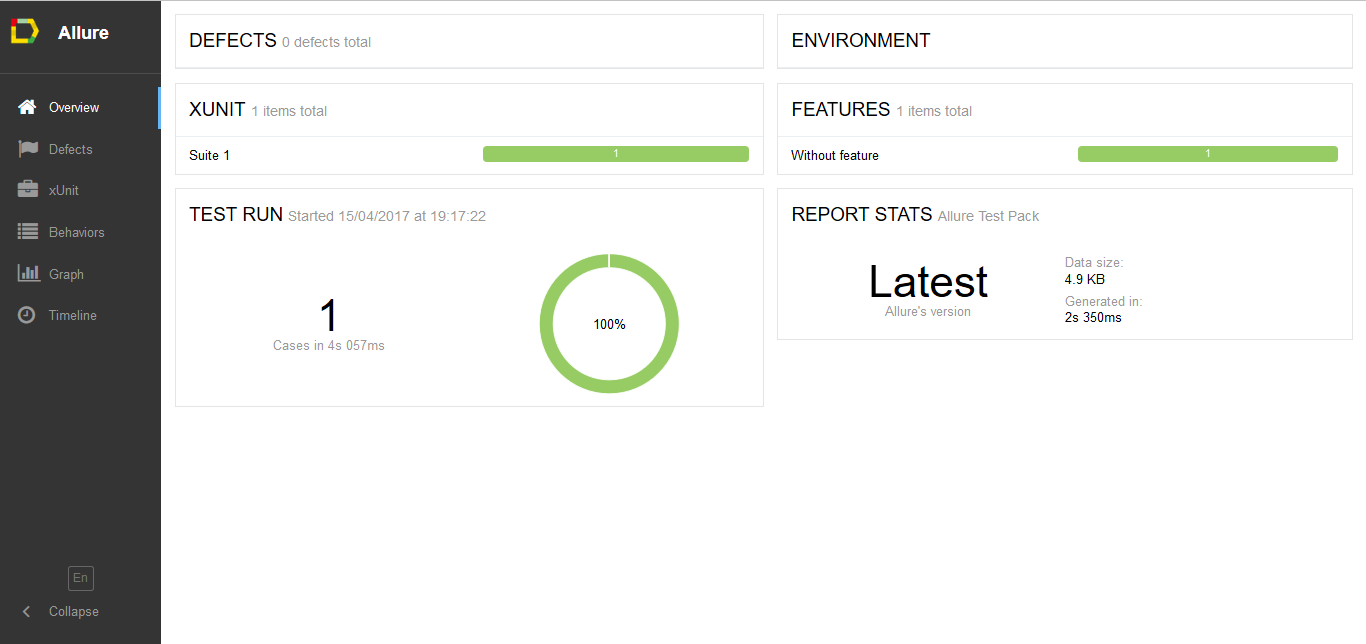 Allure
Overview
Defects
xUnit
Behaviors
Graph
Timeline
En
Collapse
DEFECTS 0 defects total
XUNIT 1 items total
Suite 1
1
TEST RUN Started 15/04/2017 at 19:17:22
1
Cases in 4s 057ms
100%
ENVIRONMENT
FEATURES 1 items total
Without feature
1
REPORT STATS Allure Test Pack
Latest
Allure's version
Data size:
4.9 KB
Generated in:
2s 350ms